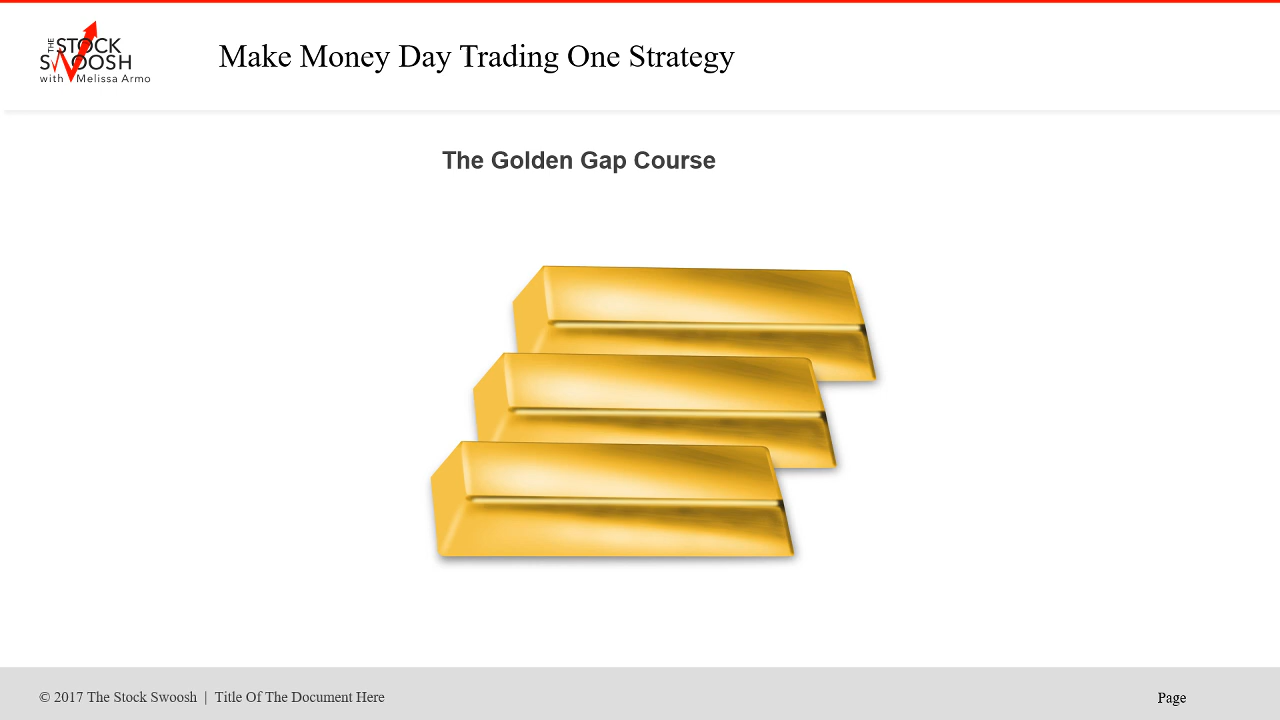 THE
STOCK
SWOOSH
with Melissa Armo
Make Money Day Trading One Strategy
The Golden Gap Course
© 2017 The Stock Swoosh | Title Of The Document Here
Page